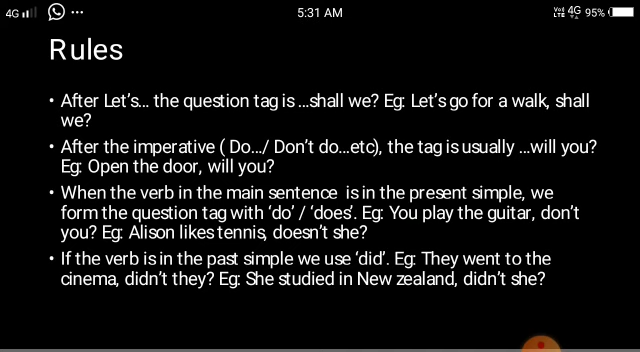 4G 5:31 AM VoD LTE 4G 95%
Rules
• After Let's... the question tag is ...shall we? Eg: Let's go for a walk, shall
we?
• After the imperative ( Do.../ Don't do...etc), the tag is usually ...will you?
Eg: Open the door, will you?
• When the verb in the main sentence is in the present simple, we
form the question tag with 'do' / 'does'. Eg: You play the guitar, don't
you? Eg: Alison likes tennis, doesn't she?
• If the verb is in the past simple we use 'did'. Eg: They went to the
cinema, didn't they? Eg: She studied in New zealand, didn't she?